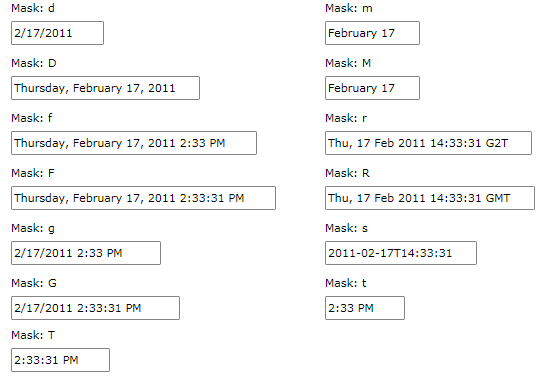 Mask: d
2/17/2011
Mask: D
Thursday, February 17, 2011
Mask: f
Thursday, February 17, 2011 2:33 PM
Mask: F
Thursday, February 17, 2011 2:33:31 PM
Mask: g
2/17/2011 2:33 PM
Mask: G
2/17/2011 2:33:31 PM
Mask: T
2:33:31 PM
Mask: m
February 17
Mask: M
February 17
Mask: r
Thu, 17 Feb 2011 14:33:31 G2T
Mask: R
Thu, 17 Feb 2011 14:33:31 GMT
Mask: s
2011-02-17T14:33:31
Mask: t
2:33 PM